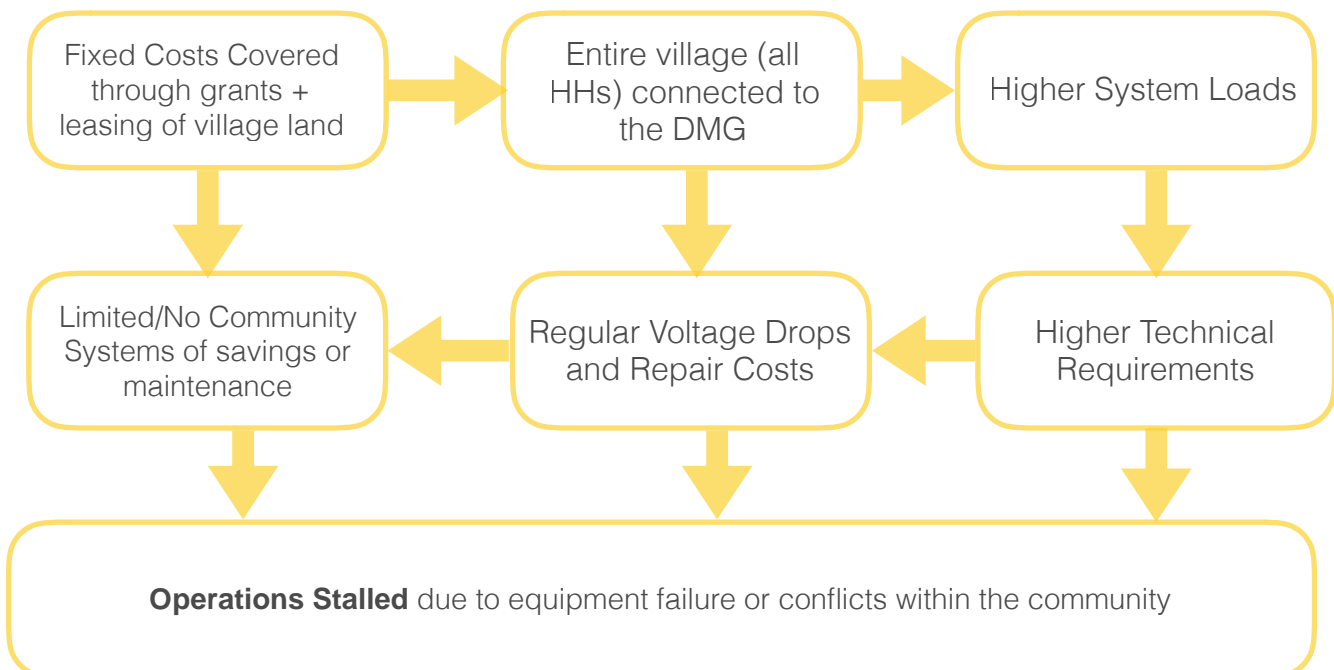 Fixed Costs Covered
through grants +
leasing of village land
Entire village (all
HHs) connected to
the DMG
Higher System Loads
Limited/No Community
Systems of savings or
maintenance
Regular Voltage Drops
and Repair Costs
Higher Technical
Requirements
Operations Stalled due to equipment failure or conflicts within the community